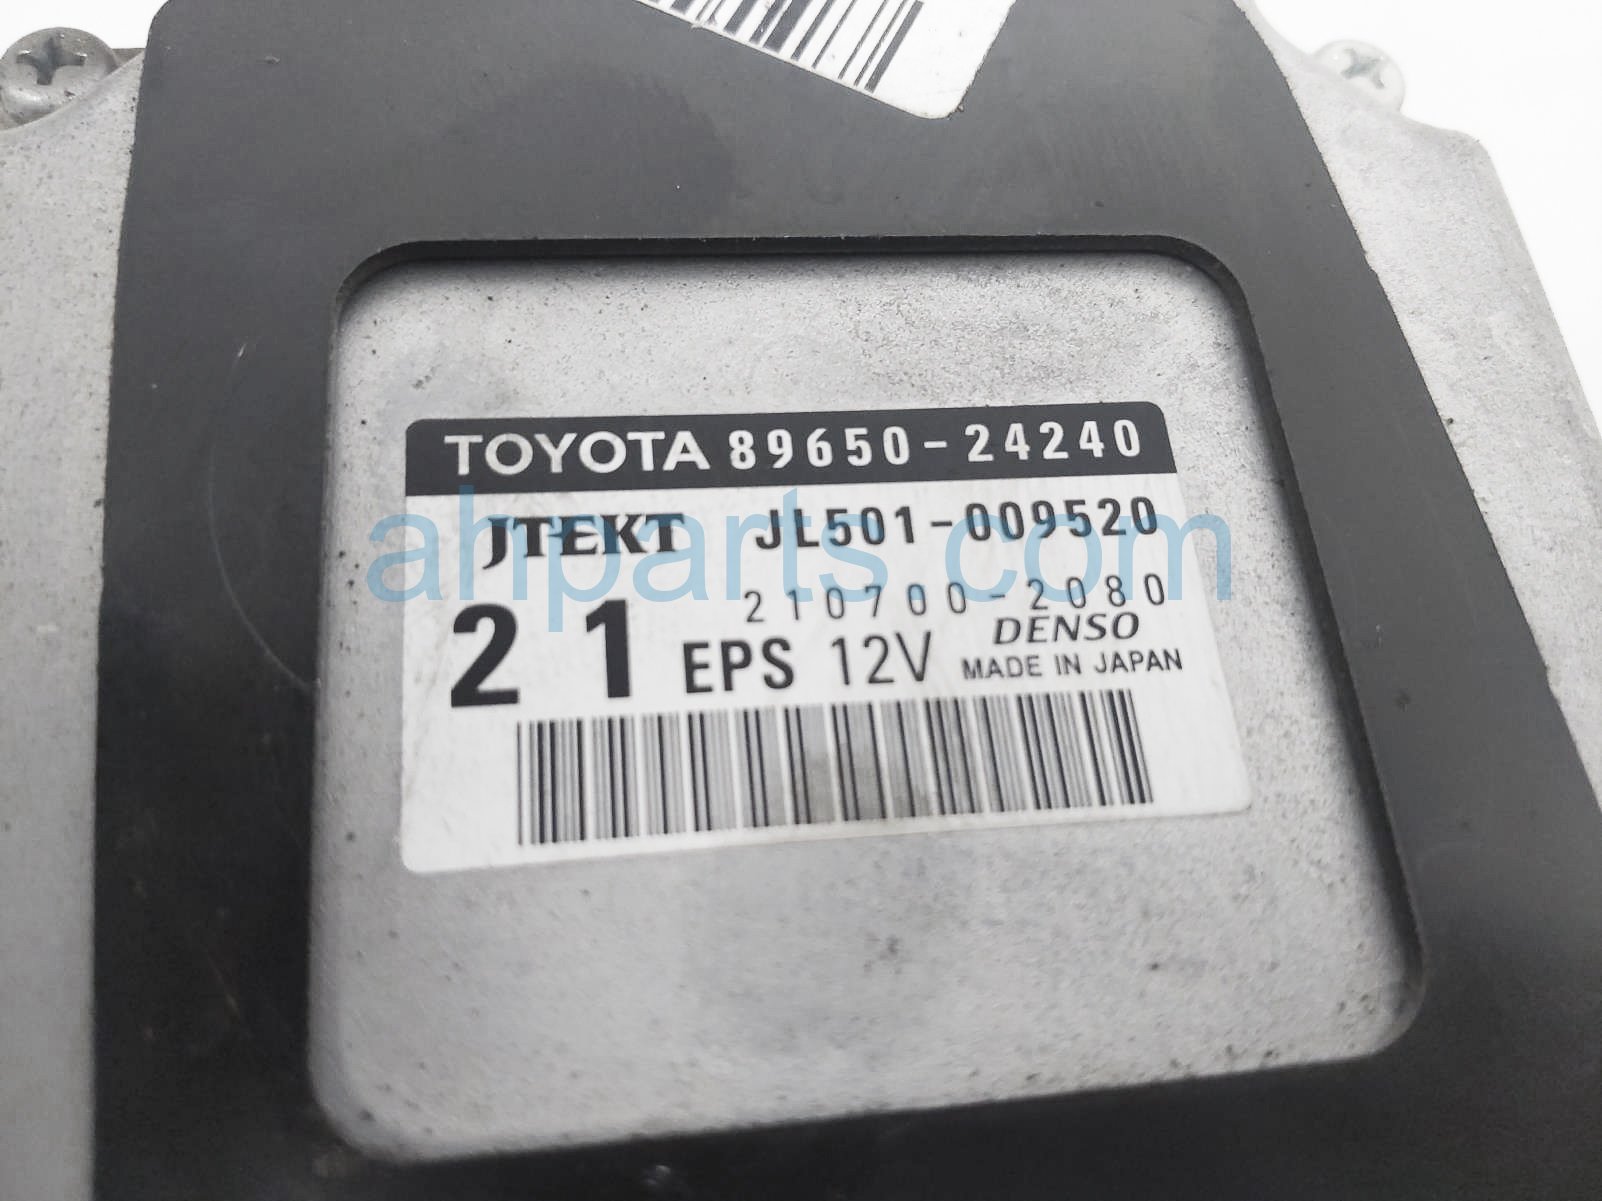 TOYOTA 89650-24240
JTEKT JL501-009520
210700-2080
21 EPS 12V DENSO
MADE IN JAPAN
ahparts.com